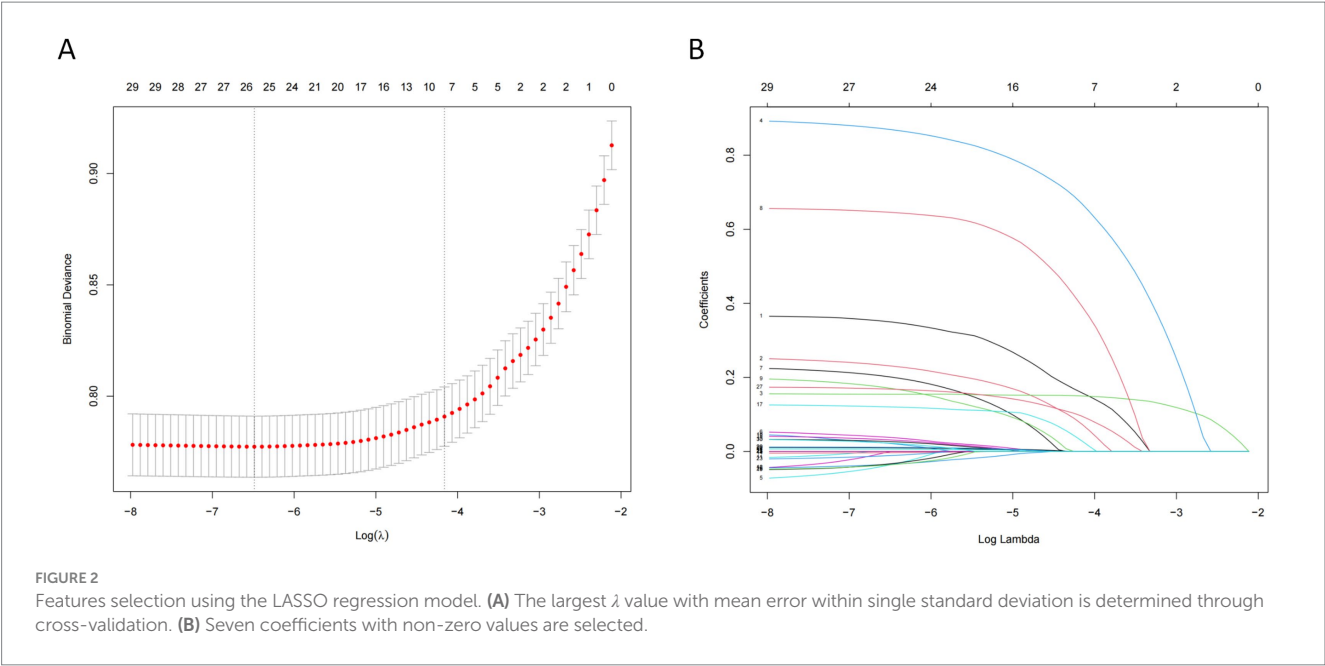 A
29 29 28 27 27 26 25 24 21 20 17 16 13 10 7 5 5 2 2 2 1 0
Binomial Deviance
0.90
0.85
0.80
−8 −7 −6 −5 −4 −3 −2
Log(λ)
B
29 27 24 16 7 2 0
Coefficients
0.8
0.6
0.4
0.2
0.0
4
8
1
2
7
9
27
3
17
5
−8 −7 −6 −5 −4 −3 −2 −1 0
Log Lambda
FIGURE 2
Features selection using the LASSO regression model. (A) The largest λ value with mean error within single standard deviation is determined through
cross-validation. (B) Seven coefficients with non-zero values are selected.